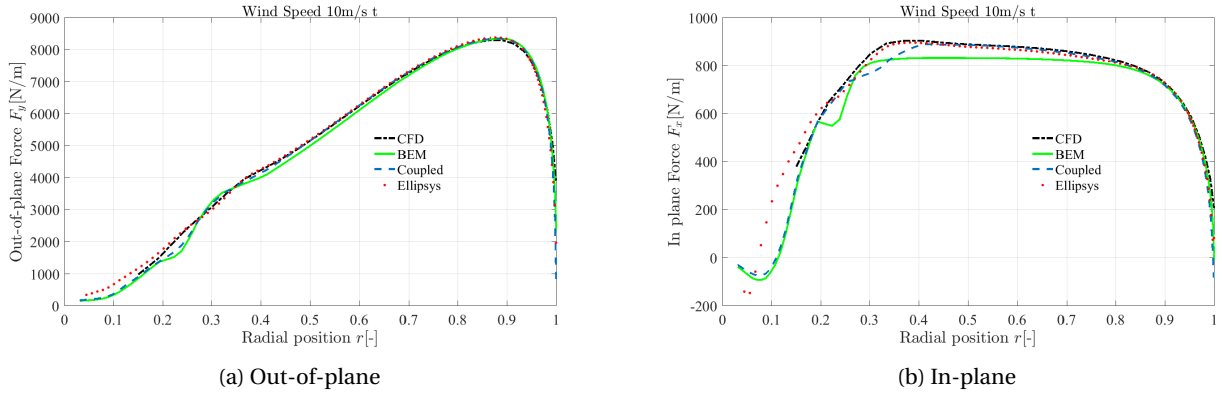 Wind Speed 10m/s t
9000
8000
7000
6000
5000
4000
3000
2000
1000
0
Out-of-plane Force F_y[N/m]
CFD
BEM
Coupled
Ellipsys
0 0.1 0.2 0.3 0.4 0.5 0.6 0.7 0.8 0.9 1
Radial position r[-]
(a) Out-of-plane
Wind Speed 10m/s t
1000
800
600
400
200
0
-200
In plane Force F_x[N/m]
CFD
BEM
Coupled
Ellipsys
0 0.1 0.2 0.3 0.4 0.5 0.6 0.7 0.8 0.9 1
Radial position r[-]
(b) In-plane